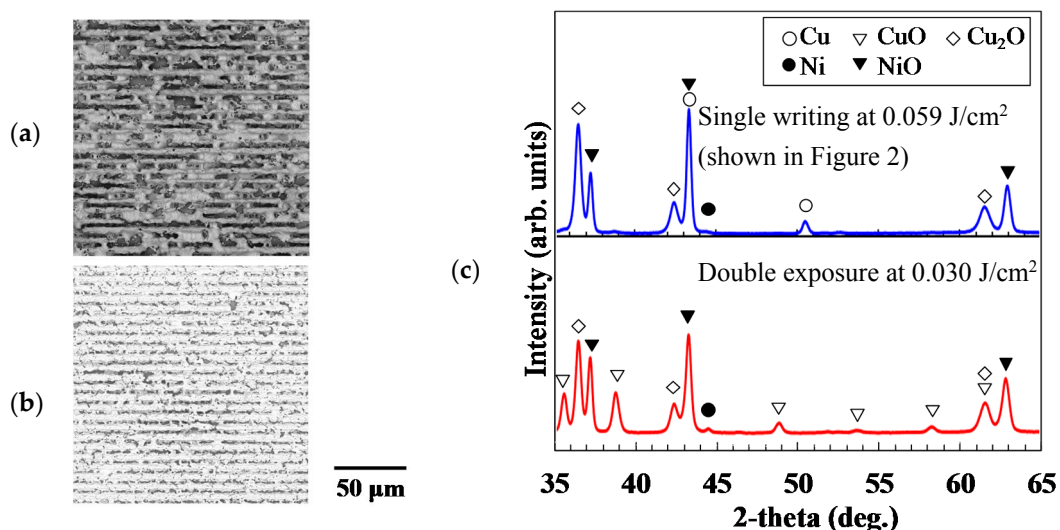 (a)
(b)
50 μm
(c)
○ Cu ▽ CuO ◇ Cu₂O
● Ni ▼ NiO
Single writing at 0.059 J/cm²
(shown in Figure 2)
Double exposure at 0.030 J/cm²
Intensity (arb. units)
35 40 45 50 55 60 65
2-theta (deg.)